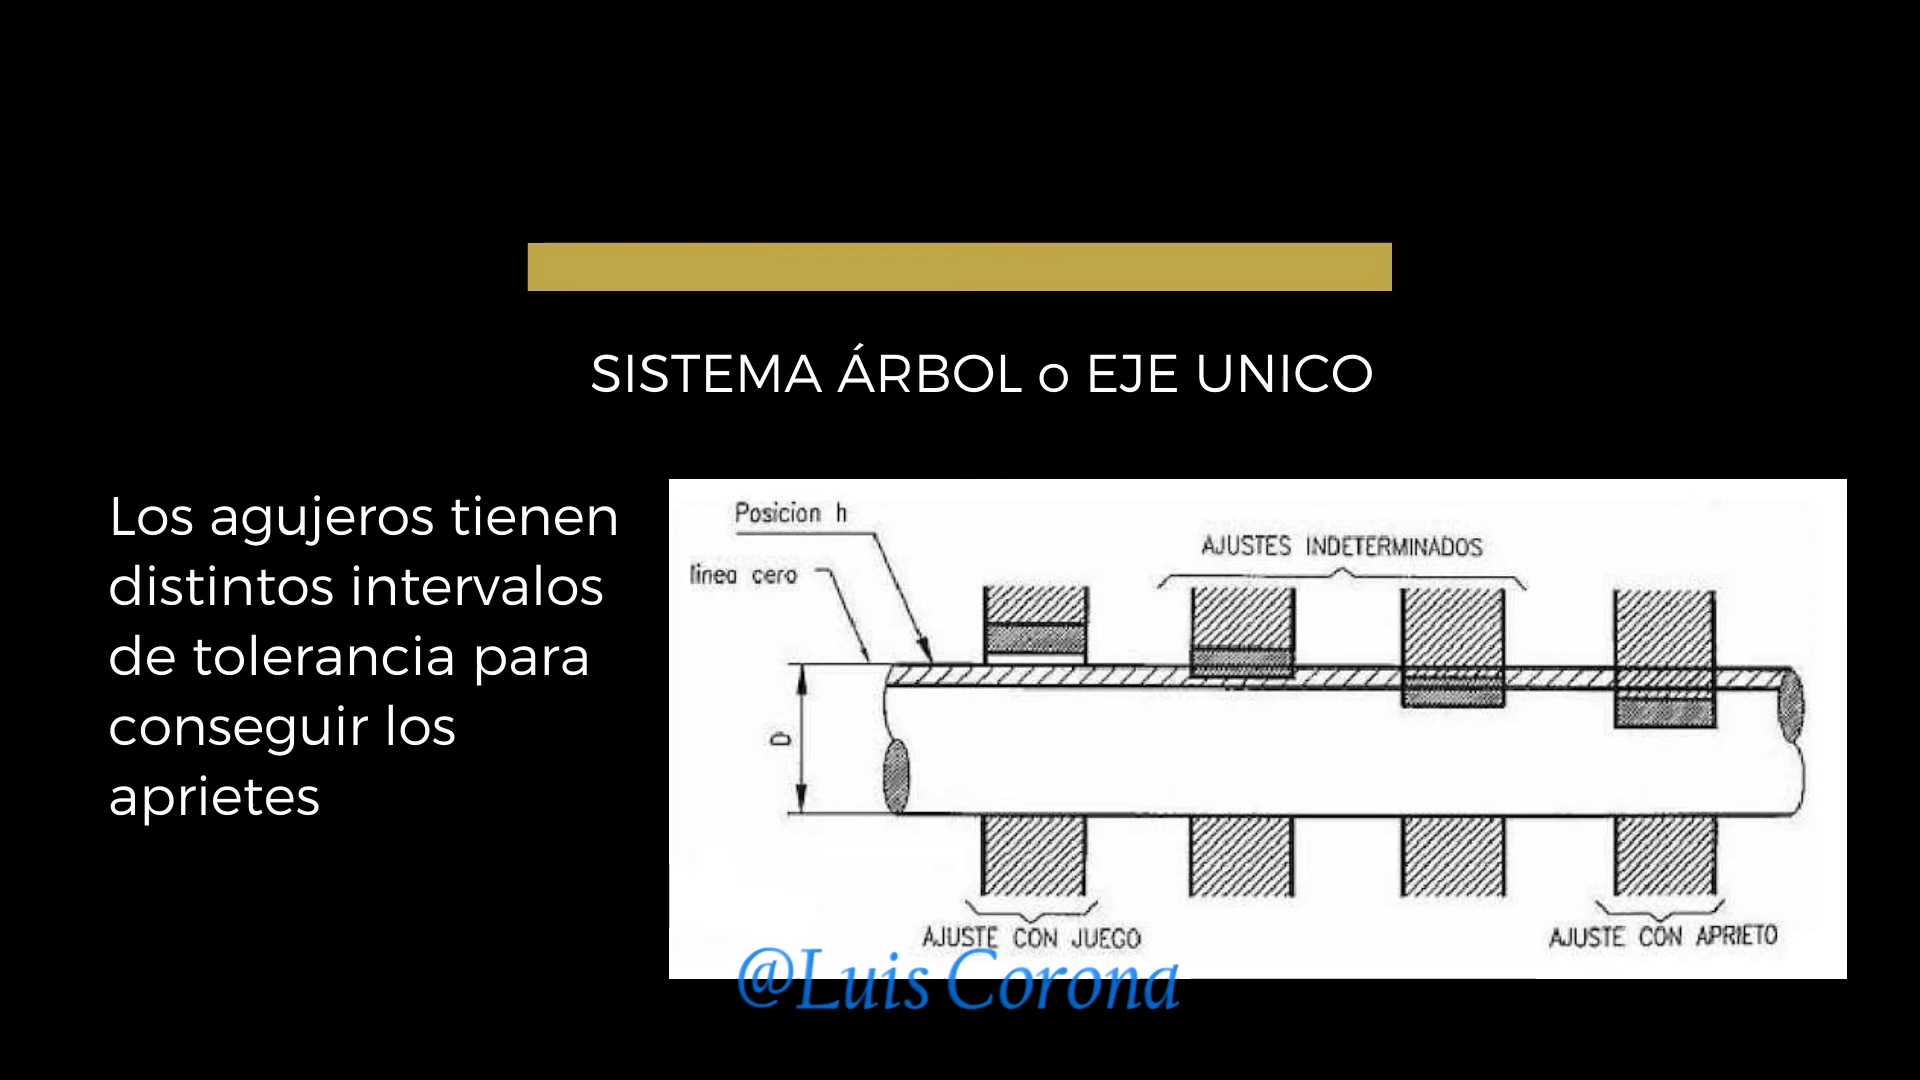 SISTEMA ÁRBOL o EJE UNICO
Los agujeros tienen
distintos intervalos
de tolerancia para
conseguir los
aprietes
Posicion h
linea cero
AJUSTES INDETERMINADOS
D
AJUSTE CON JUEGO
AJUSTE CON APRIETO
@Luis Corona